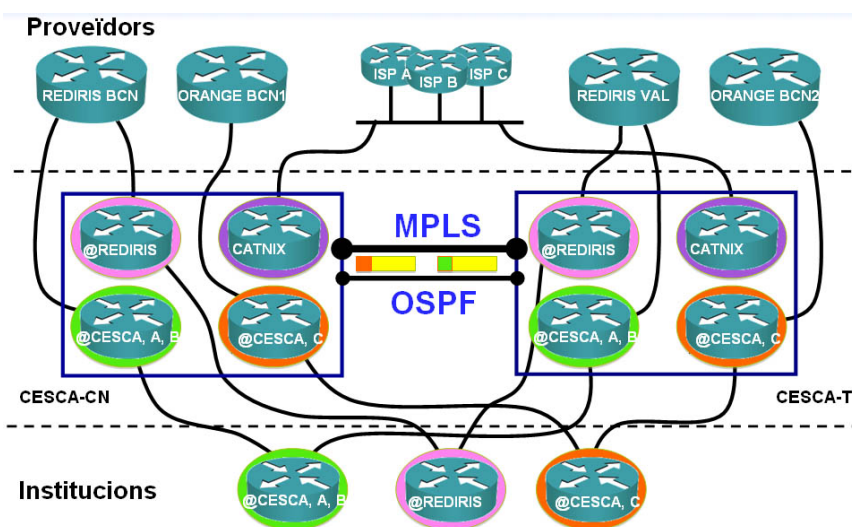 Proveïdors
REDIRIS BCN
ORANGE BCN1
ISP A
ISP B
ISP C
REDIRIS VAL
ORANGE BCN2
@REDIRIS
CATNIX
MPLS
@REDIRIS
CATNIX
OSPF
@CESCA, A, B
@CESCA, C
@CESCA, A, B
@CESCA, C
CESCA-CN
CESCA-T
Institucions
@CESCA, A, B
@REDIRIS
@CESCA, C